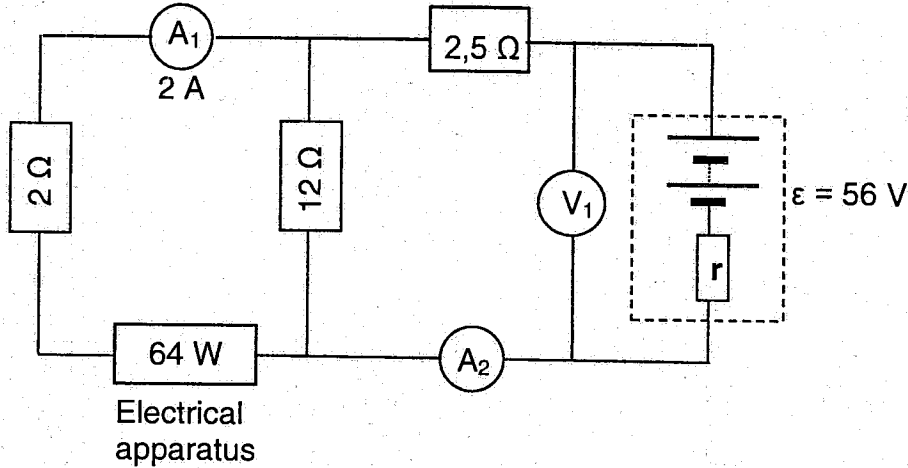 A₁
2 A
2,5 Ω
2 Ω
12 Ω
V₁
ε = 56 V
r
64 W
A₂
Electrical
apparatus